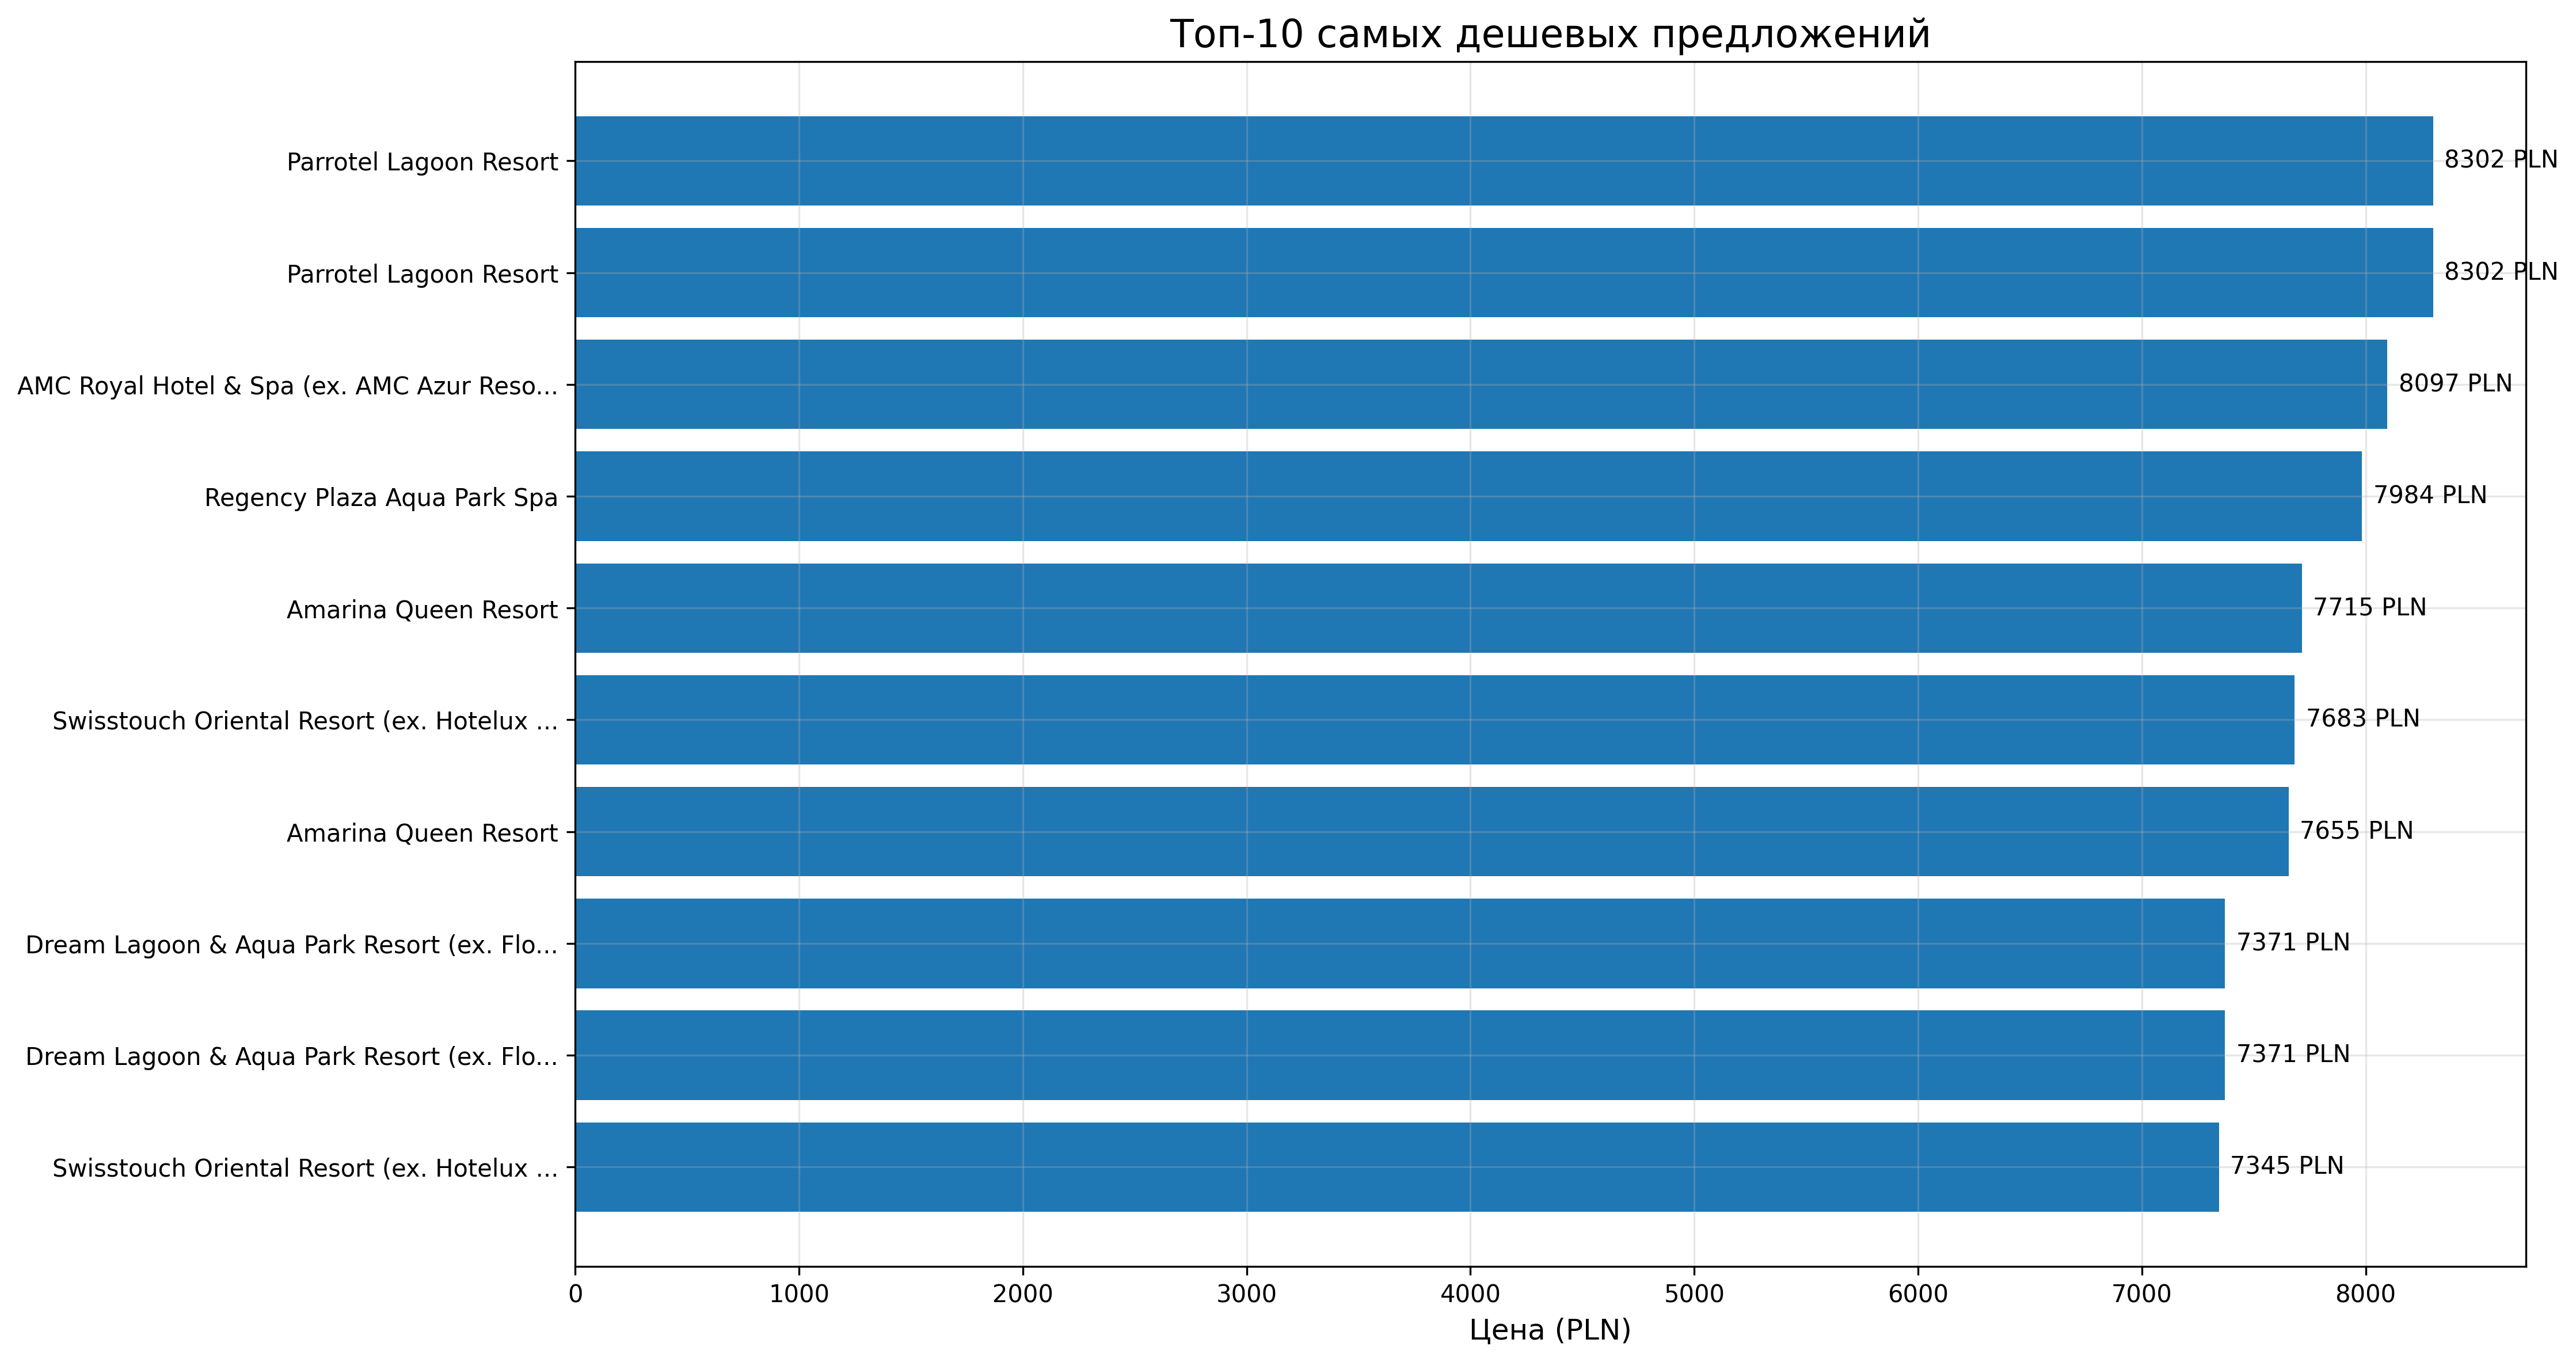 Топ-10 самых дешевых предложений
Parrotel Lagoon Resort
8302 PLN
Parrotel Lagoon Resort
8302 PLN
AMC Royal Hotel & Spa (ex. AMC Azur Reso...
8097 PLN
Regency Plaza Aqua Park Spa
7984 PLN
Amarina Queen Resort
7715 PLN
Swisstouch Oriental Resort (ex. Hotelux ...
7683 PLN
Amarina Queen Resort
7655 PLN
Dream Lagoon & Aqua Park Resort (ex. Flo...
7371 PLN
Dream Lagoon & Aqua Park Resort (ex. Flo...
7371 PLN
Swisstouch Oriental Resort (ex. Hotelux ...
7345 PLN
0 1000 2000 3000 4000 5000 6000 7000 8000
Цена (PLN)